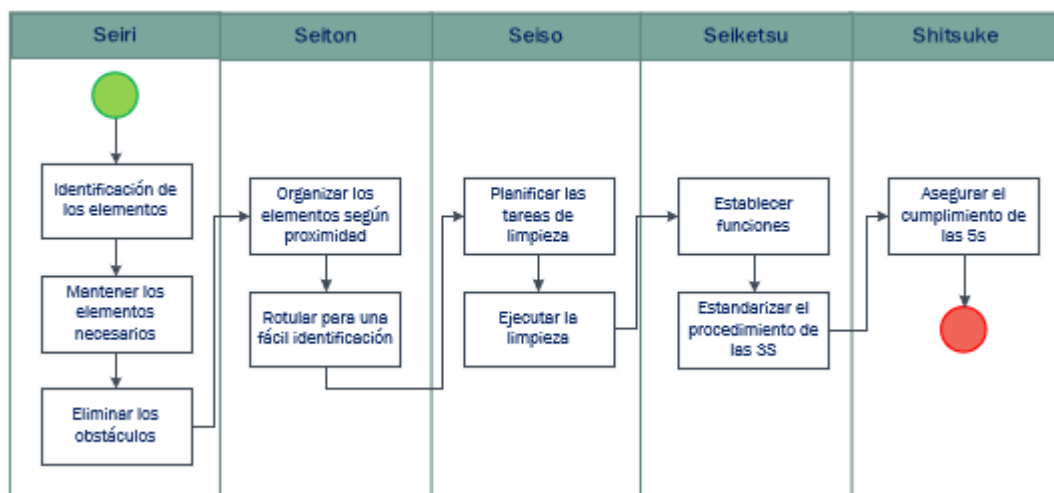 Seiri
Seiton
Seiso
Seiketsu
Shitsuke
Identificación de
los elementos
Mantener los
elementos
necesarios
Eliminar los
obstáculos
Organizar los
elementos según
proximidad
Rotular para una
fácil identificación
Planificar las
tareas de
limpieza
Ejecutar la
limpieza
Establecer
funciones
Estandarizar el
procedimiento de
las 3S
Asegurar el
cumplimiento de
las 5s